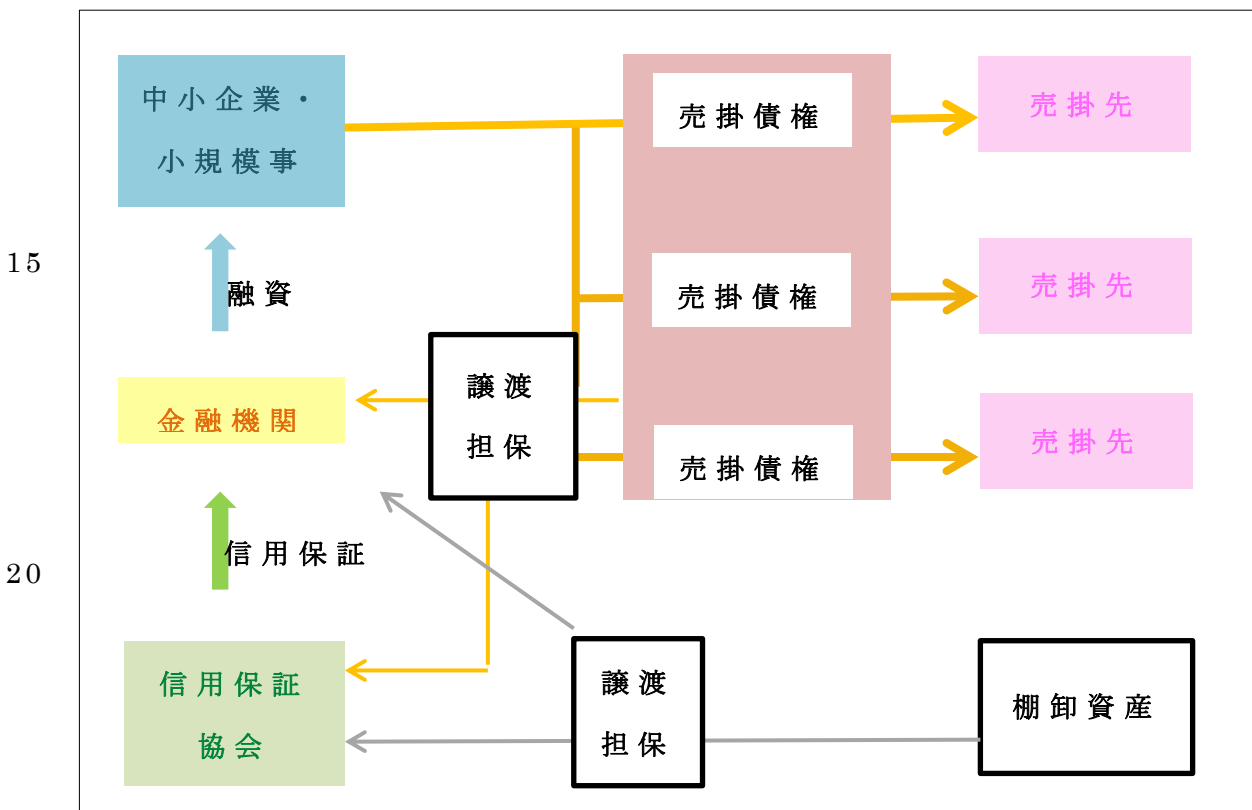 中小企業・
小規模事
売掛債権
売掛先
15
融資
売掛債権
売掛先
譲渡
担保
金融機関
売掛債権
売掛先
信用保証
20
信用保証
協会
譲渡
担保
棚卸資産